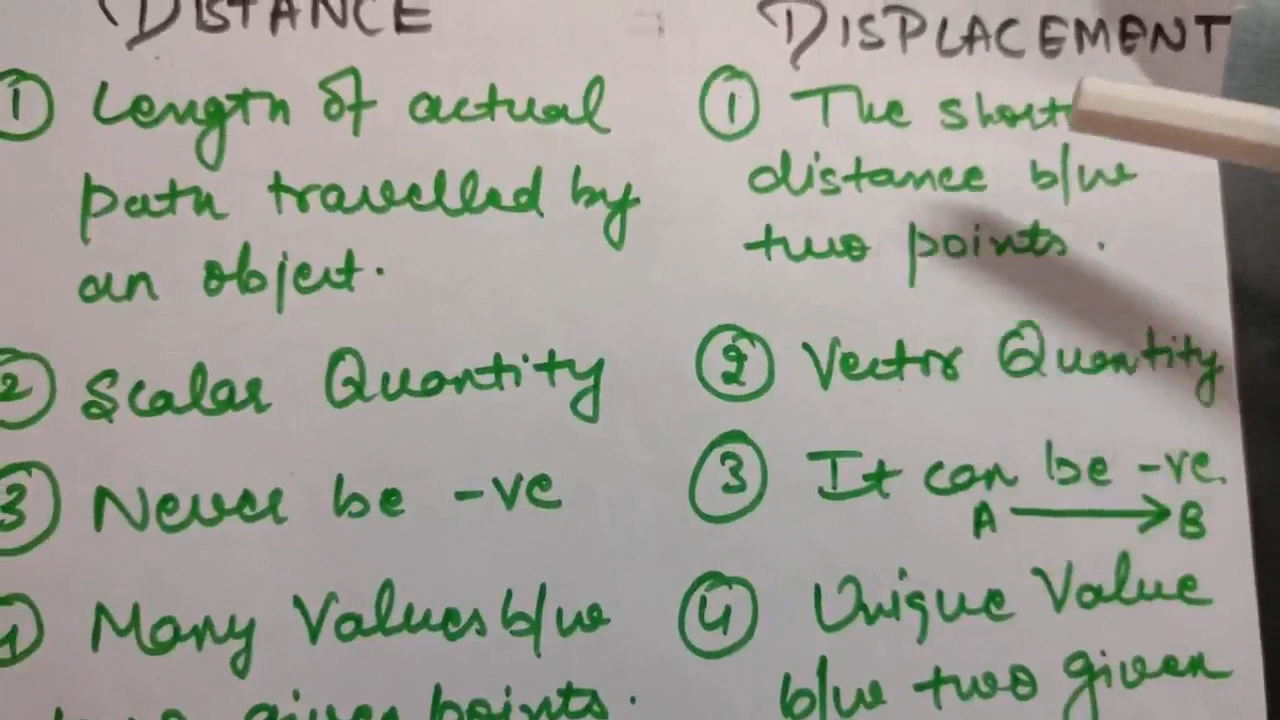 DISTANCE
① Length of actual
path travelled by
an object.
② Scalar Quantity
③ Never be -ve
Many Values b/w
given points.
DISPLACEMENT
① The
distance b/w
two points.
② Vector Quantity
③ It can be -ve.
A → B
④ Unique Value
b/w two given